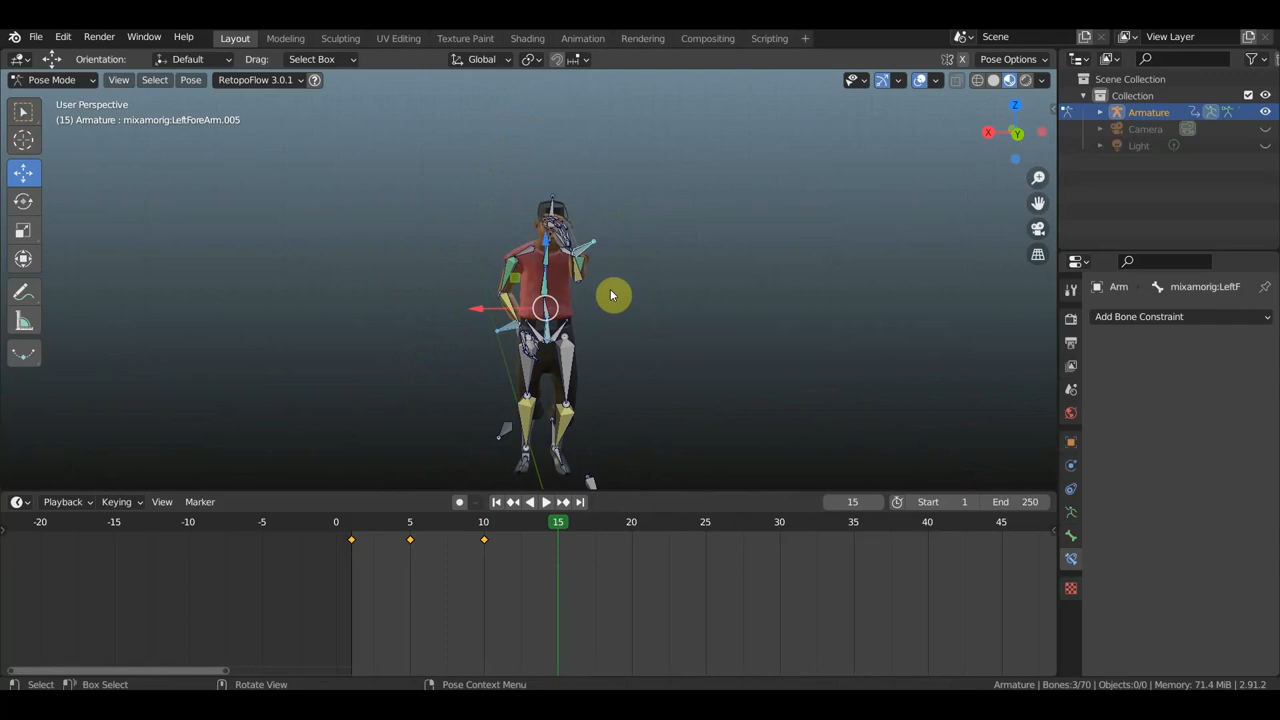 File Edit Render Window Help Layout Modeling Sculpting UV Editing Texture Paint Shading Animation Rendering Compositing Scripting + Scene View Layer
Orientation: Default Drag: Select Box Global X Pose Options
Pose Mode View Select Pose RetopoFlow 3.0.1 ?
User Perspective
(15) Armature : mixamorig:LeftForeArm.005
Z
X
Y
Scene Collection
Collection
Armature
Camera
Light
Arm mixamorig:LeftF
Add Bone Constraint
Playback Keying View Marker 15 Start 1 End 250
-20 -15 -10 -5 0 5 10 15 20 25 30 35 40 45
Select Box Select Rotate View Pose Context Menu Armature | Bones:3/70 | Objects:0/0 | Memory: 71.4 MiB | 2.91.2